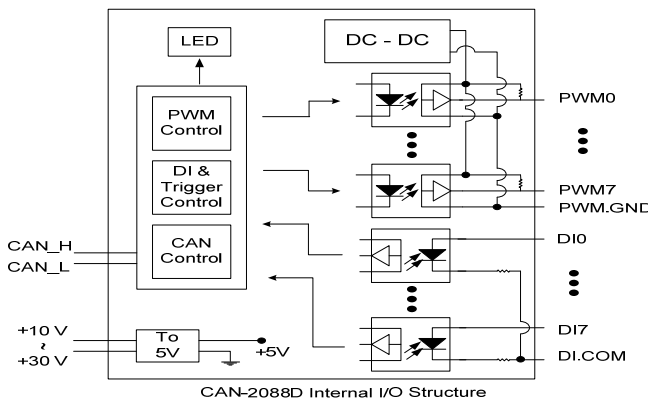 LED
DC - DC
PWM
Control
DI &
Trigger
Control
CAN
Control
PWM0
PWM7
PWM.GND
DI0
DI7
DI.COM
CAN_H
CAN_L
+10 V
~
+30 V
To
5V
+5V
CAN-2088D Internal I/O Structure